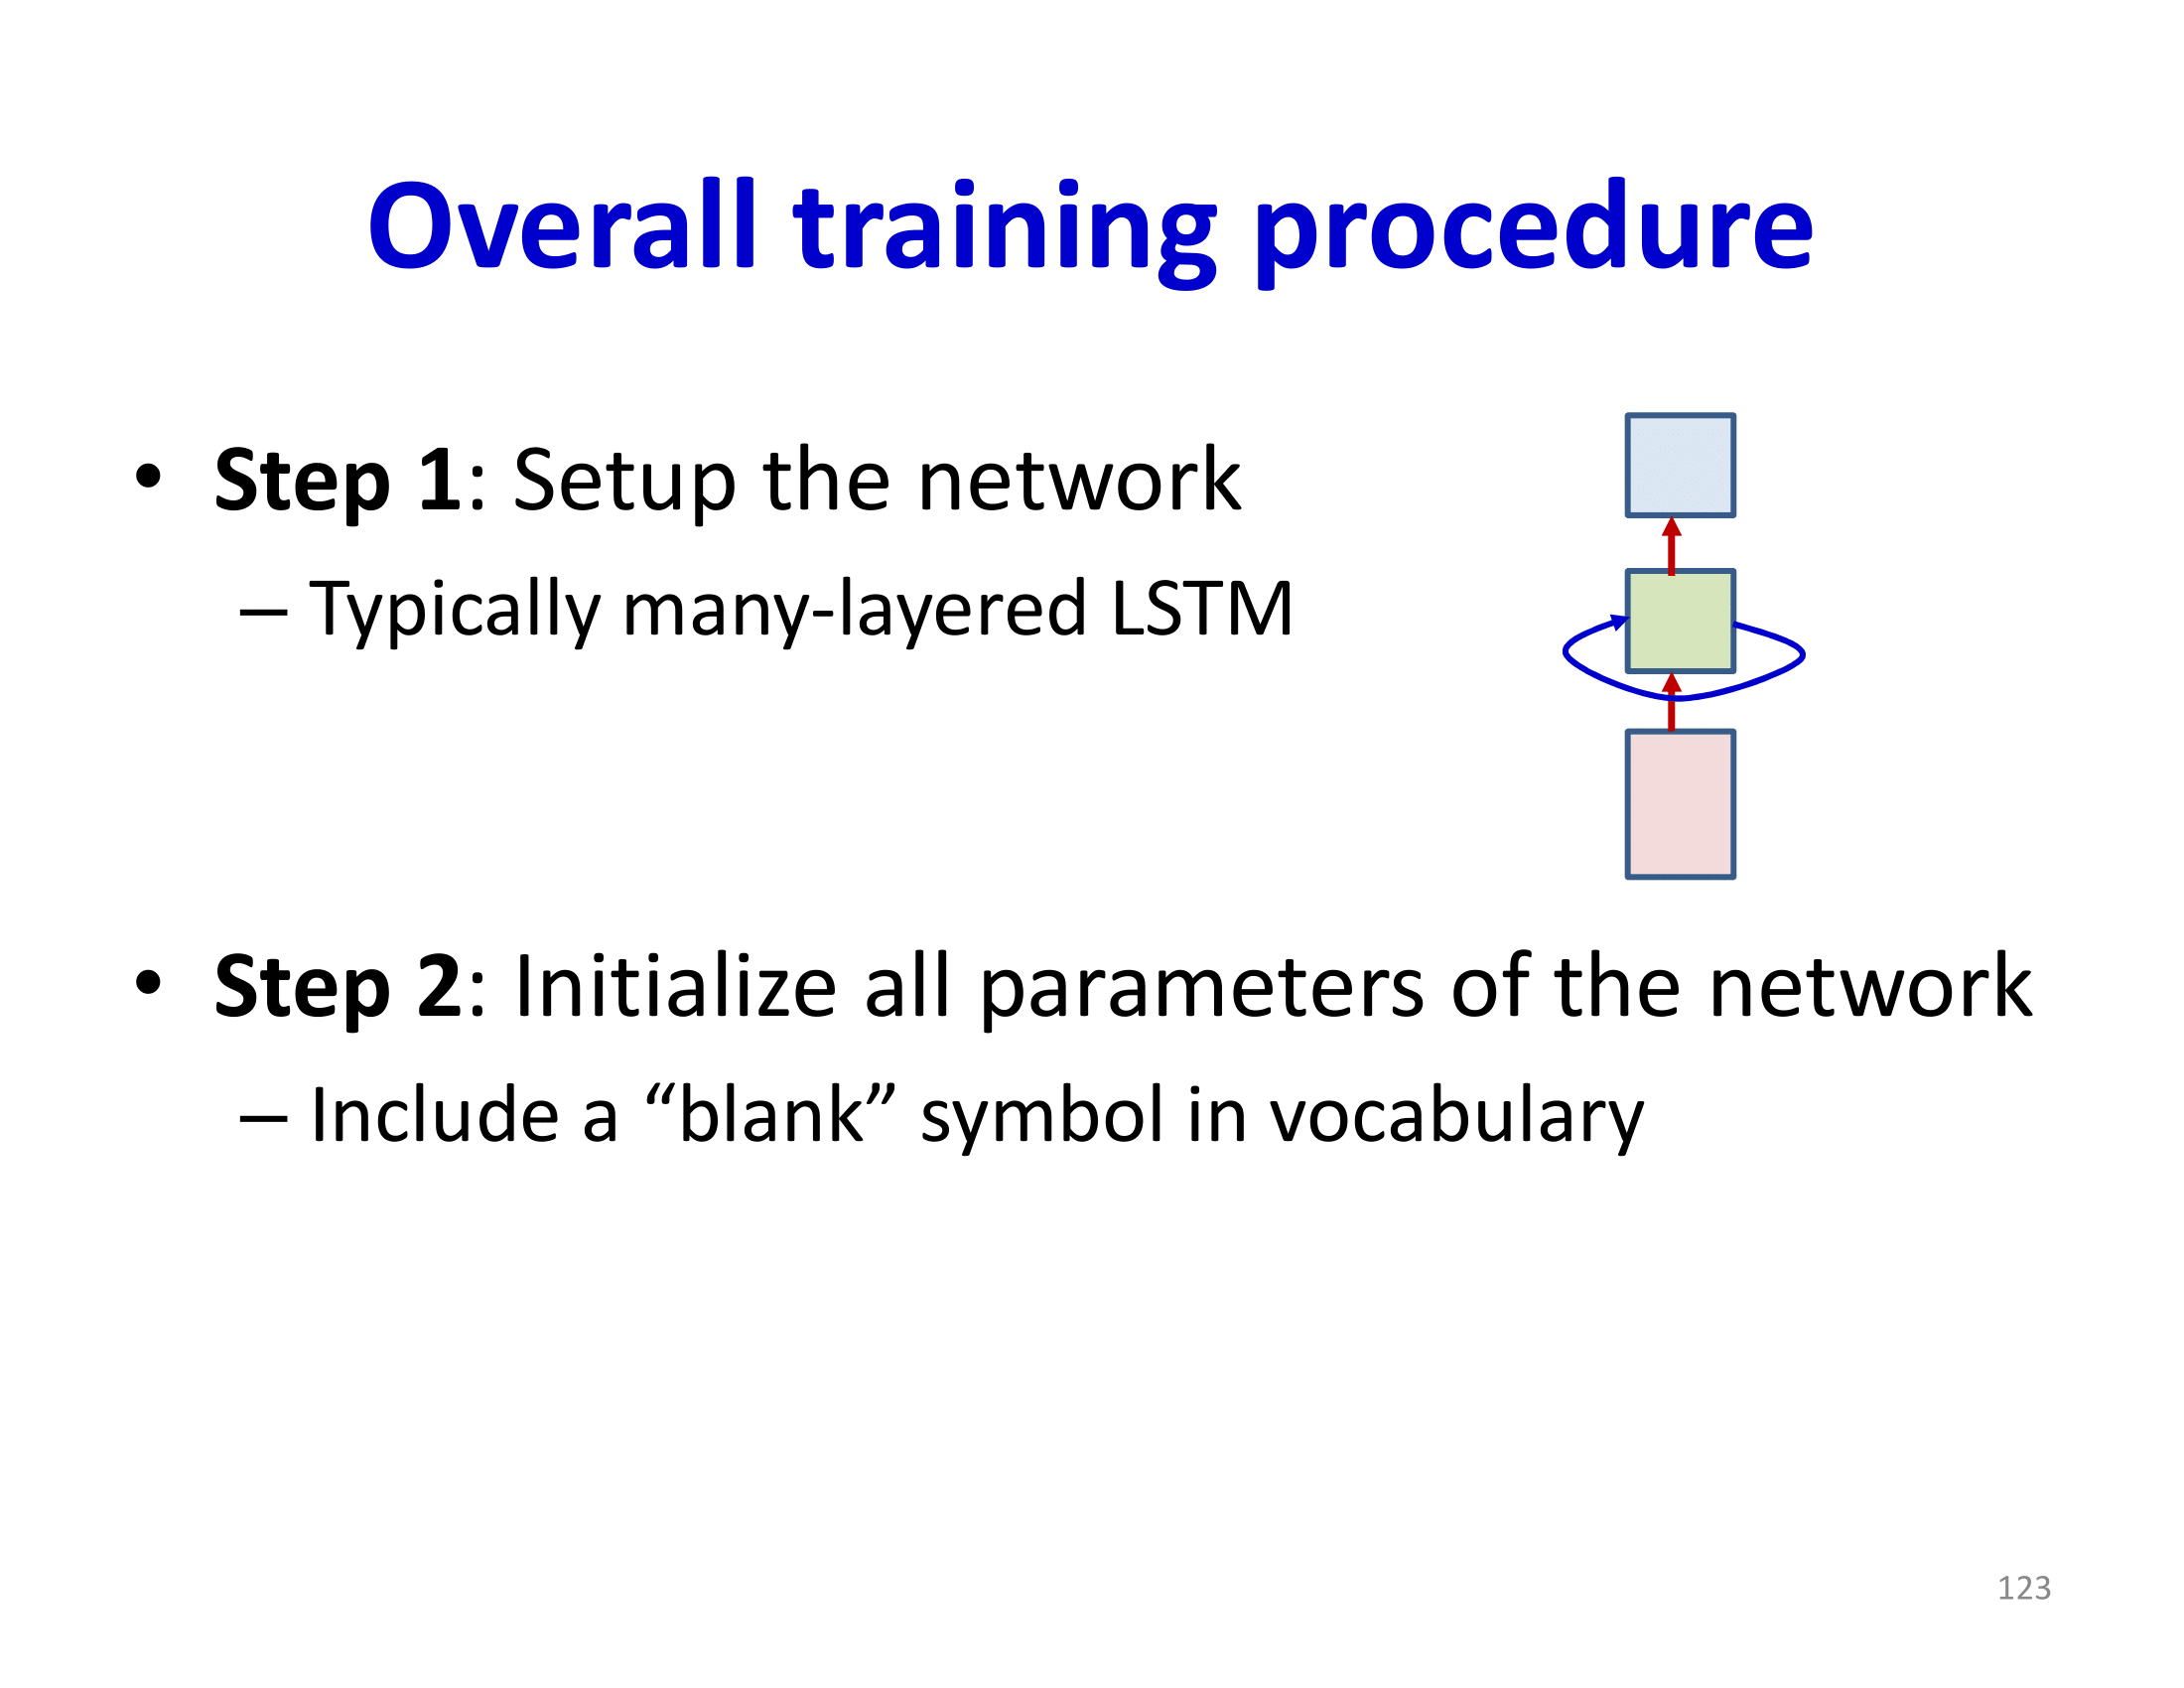 Overall training procedure
• Step 1: Setup the network
– Typically many-layered LSTM
• Step 2: Initialize all parameters of the network
– Include a “blank” symbol in vocabulary
123